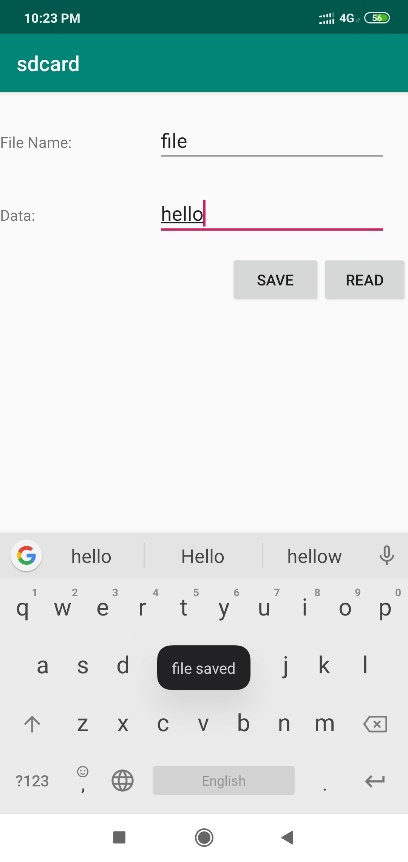 10:23 PM 4G 56
sdcard
File Name: file
Data: hello
SAVE READ
hello Hello hellow
1 2 3 4 5 6 7 8 9 0
q w e r t y u i o p
a s d j k l
file saved
z x c v b n m
?123 , English .